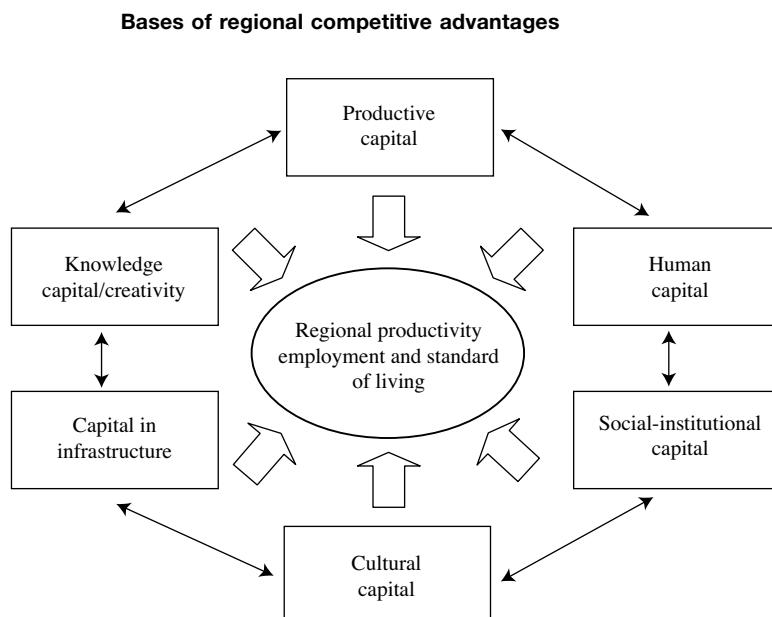 Bases of regional competitive advantages
Productive
capital
Knowledge
capital/creativity
Human
capital
Regional productivity
employment and standard
of living
Capital in
infrastructure
Social-institutional
capital
Cultural
capital